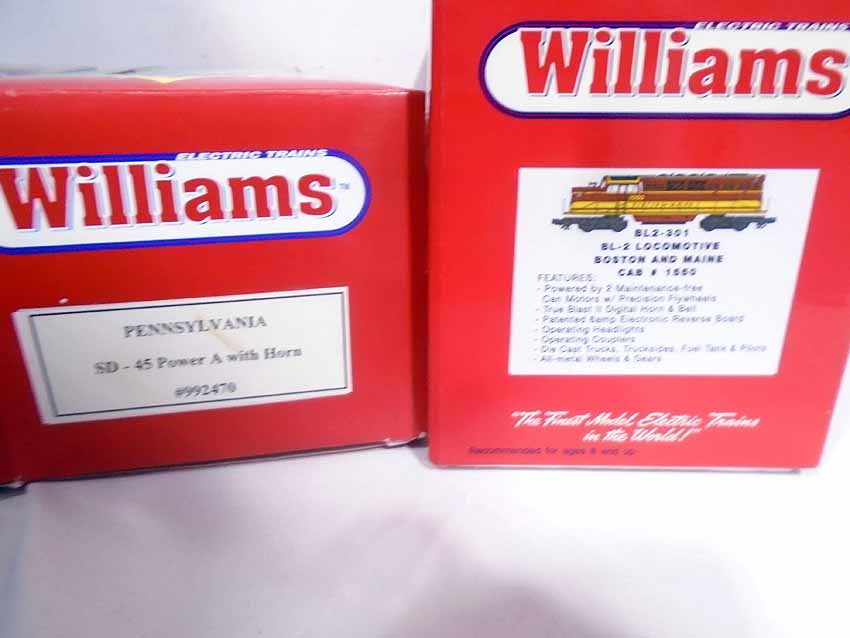 ELECTRIC TRAINS
Williams™
PENNSYLVANIA
SD - 45 Power A with Horn
#992470
ELECTRIC TRAINS
Williams
BL2-301
BL-2 LOCOMOTIVE
BOSTON AND MAINE
CAB # 1550
FEATURES:
- Powered by 2 Maintenance-free
Can Motors w/ Precision Flywheels
- True Blast II Digital Horn & Bell
- Patented 6amp Electronic Reverse Board
- Operating Headlights
- Operating Couplers
- Die Cast Trucks, Trucksides, Fuel Tank & Pilots
- All-metal Wheels & Gears
"The Finest Model Electric Trains
in the World!"
Recommended for ages 8 and up